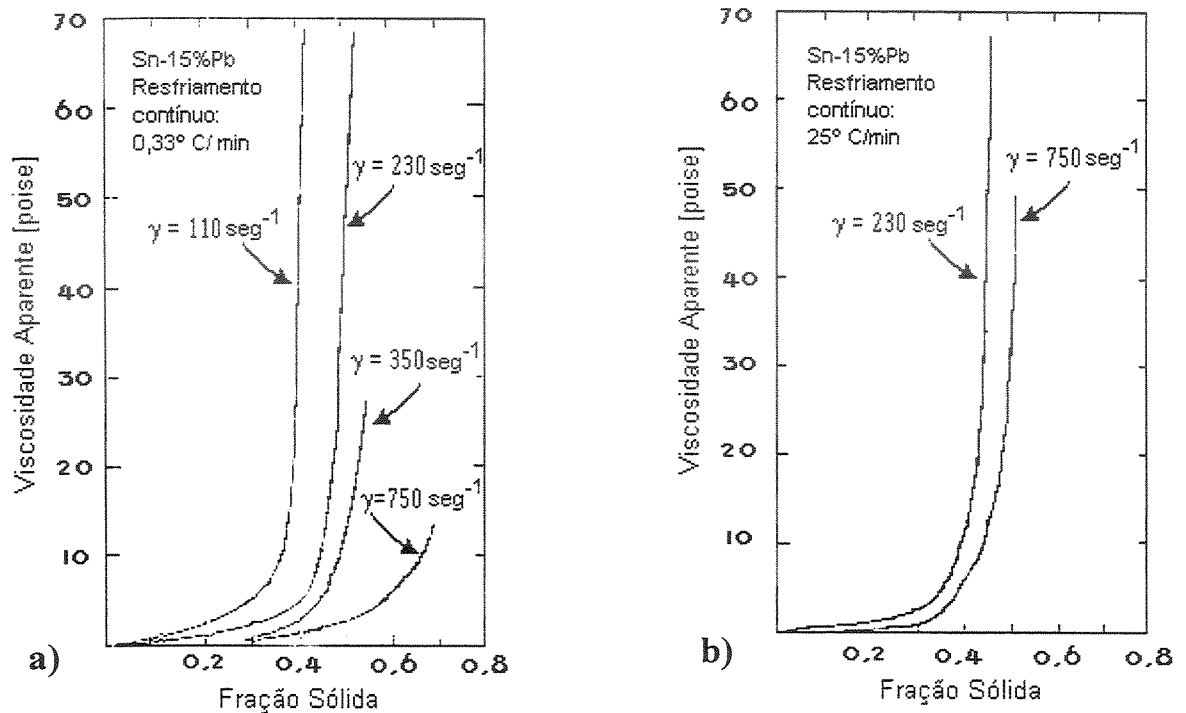 70
60
50
40
30
20
10
Viscosidade Aparente [poise]
Sn-15%Pb
Resfriamento
contínuo:
0,33° C/ min
γ = 230 seg⁻¹
γ = 110 seg⁻¹
γ = 350 seg⁻¹
γ=750 seg⁻¹
0,2
0,4
0,6
0,8
Fração Sólida
a)
70
60
50
40
30
20
10
Viscosidade Aparente [poise]
Sn-15%Pb
Resfriamento
contínuo:
25° C/min
γ = 750 seg⁻¹
γ = 230 seg⁻¹
0,2
0,4
0,6
0,8
Fração Sólida
b)